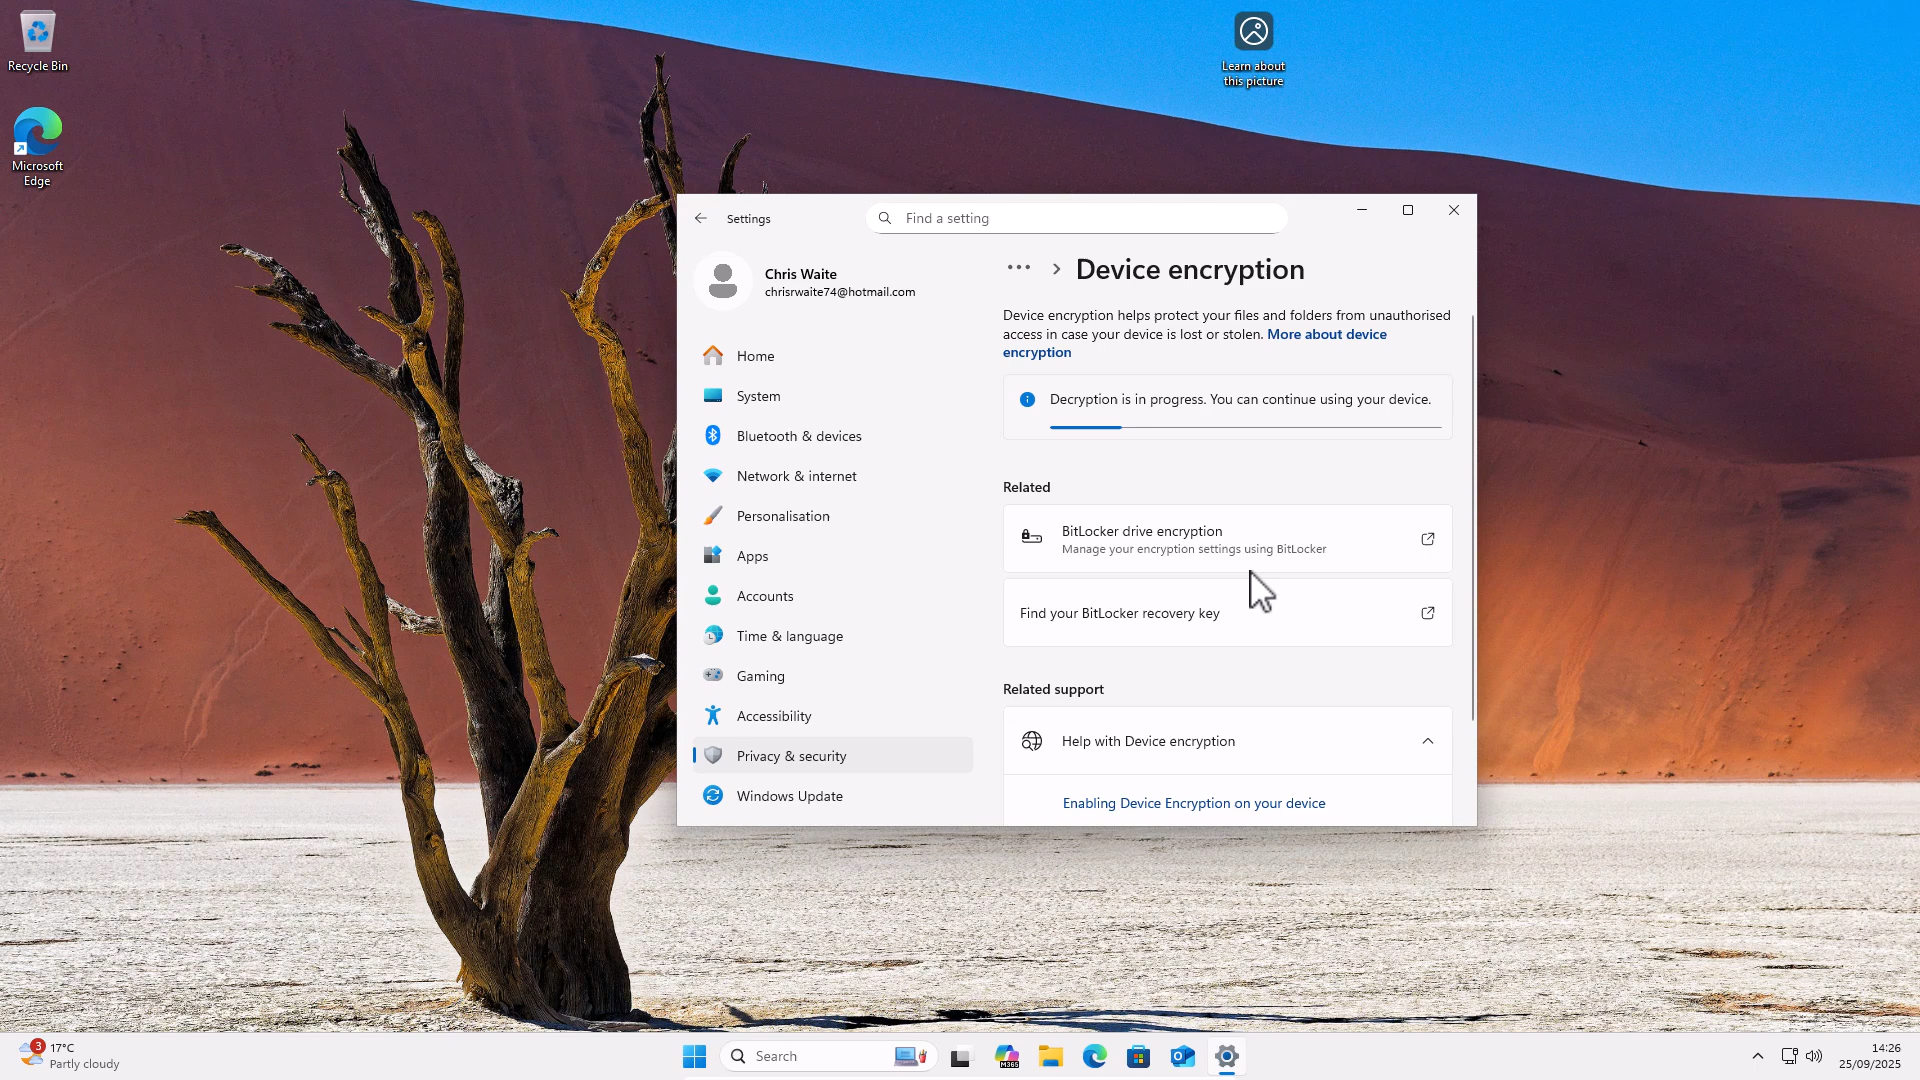 Recycle Bin
Microsoft
Edge
Learn about
this picture
Settings
Find a setting
Chris Waite
chrisrwaite74@hotmail.com
Home
System
Bluetooth & devices
Network & internet
Personalisation
Apps
Accounts
Time & language
Gaming
Accessibility
Privacy & security
Windows Update
Device encryption
Device encryption helps protect your files and folders from unauthorised
access in case your device is lost or stolen. More about device
encryption
Decryption is in progress. You can continue using your device.
Related
BitLocker drive encryption
Manage your encryption settings using BitLocker
Find your BitLocker recovery key
Related support
Help with Device encryption
Enabling Device Encryption on your device
3
17°C
Partly cloudy
Search
M365
14:26
25/09/2025